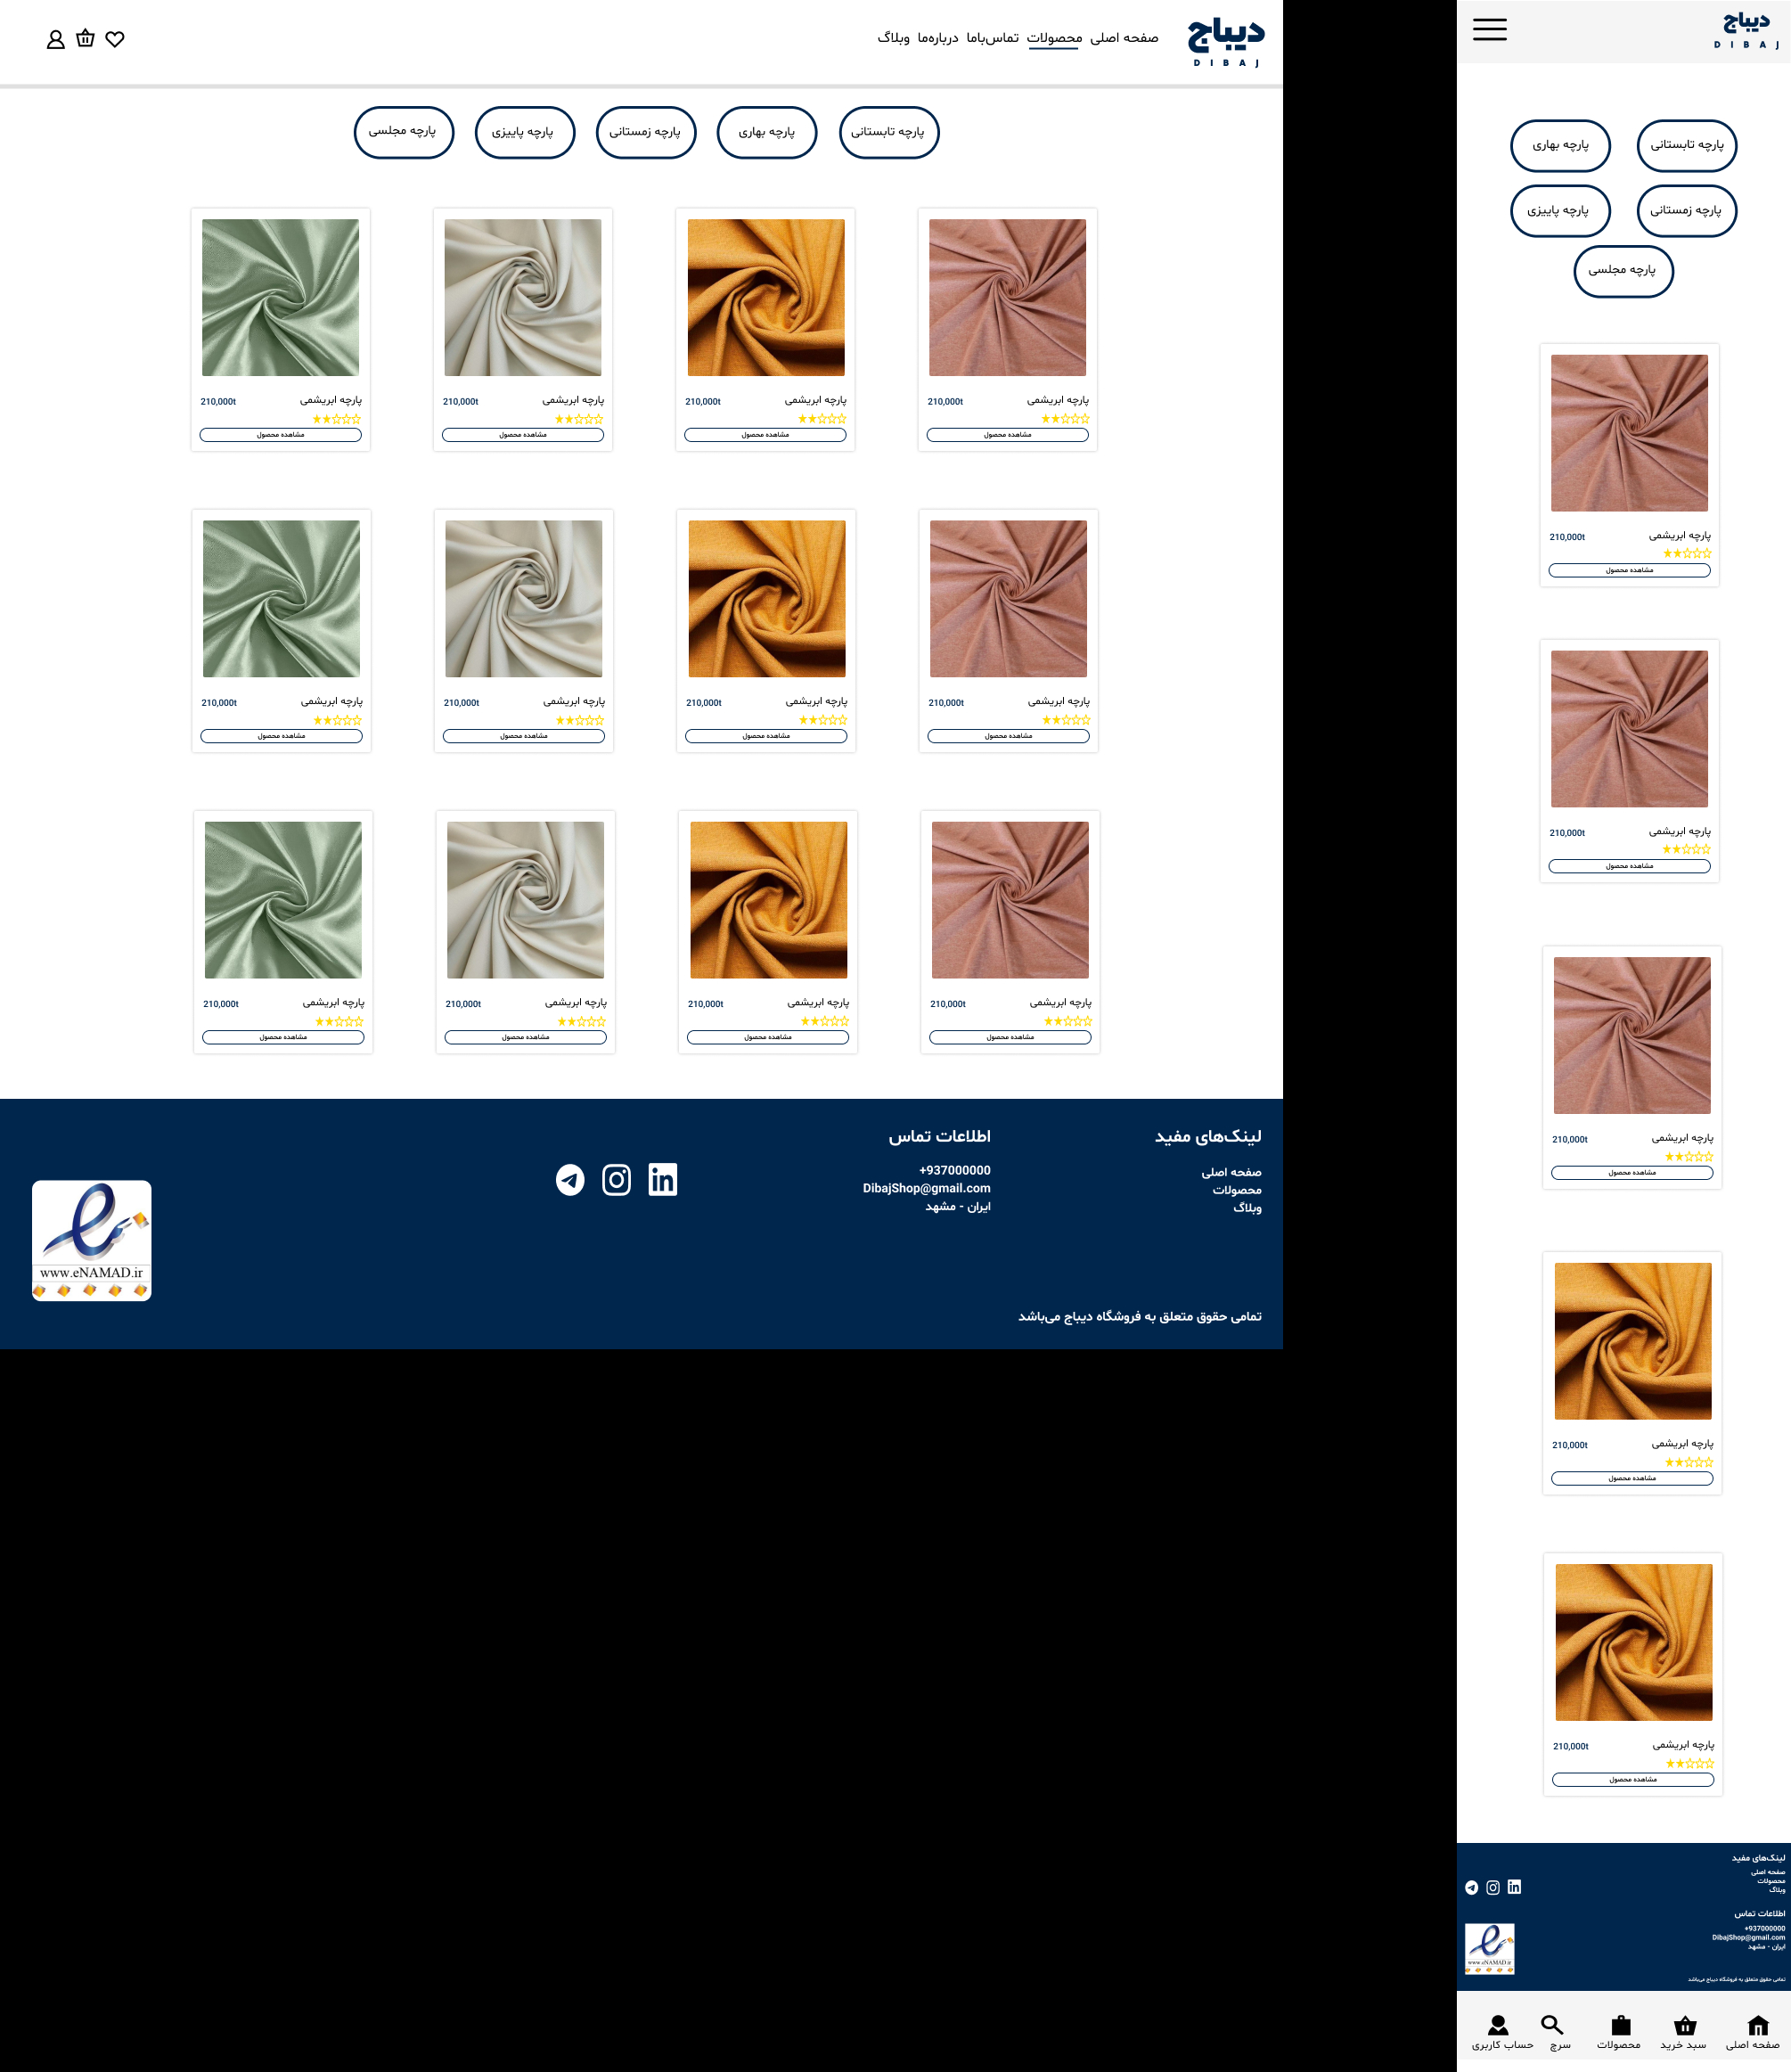 دیباج
DIBAJ
صفحه اصلی محصولات تماس‌باما درباره‌ما وبلاگ
پارچه تابستانی
پارچه بهاری
پارچه زمستانی
پارچه پاییزی
پارچه مجلسی
پارچه ابریشمی 210,000t
مشاهده محصول
پارچه ابریشمی 210,000t
مشاهده محصول
پارچه ابریشمی 210,000t
مشاهده محصول
پارچه ابریشمی 210,000t
مشاهده محصول
پارچه ابریشمی 210,000t
مشاهده محصول
پارچه ابریشمی 210,000t
مشاهده محصول
پارچه ابریشمی 210,000t
مشاهده محصول
پارچه ابریشمی 210,000t
مشاهده محصول
پارچه ابریشمی 210,000t
مشاهده محصول
پارچه ابریشمی 210,000t
مشاهده محصول
پارچه ابریشمی 210,000t
مشاهده محصول
پارچه ابریشمی 210,000t
مشاهده محصول
لینک‌های مفید
صفحه اصلی
محصولات
وبلاگ
اطلاعات تماس
+937000000
DibajShop@gmail.com
ایران - مشهد
www.eNAMAD.ir
تمامی حقوق متعلق به فروشگاه دیباج می‌باشد
دیباج
DIBAJ
پارچه تابستانی
پارچه بهاری
پارچه زمستانی
پارچه پاییزی
پارچه مجلسی
پارچه ابریشمی 210,000t
مشاهده محصول
پارچه ابریشمی 210,000t
مشاهده محصول
پارچه ابریشمی 210,000t
مشاهده محصول
پارچه ابریشمی 210,000t
مشاهده محصول
پارچه ابریشمی 210,000t
مشاهده محصول
لینک‌های مفید
صفحه اصلی
محصولات
وبلاگ
اطلاعات تماس
+937000000
DibajShop@gmail.com
ایران - مشهد
www.eNAMAD.ir
تمامی حقوق متعلق به فروشگاه دیباج می‌باشد
صفحه اصلی
سبد خرید
محصولات
سرچ
حساب کاربری